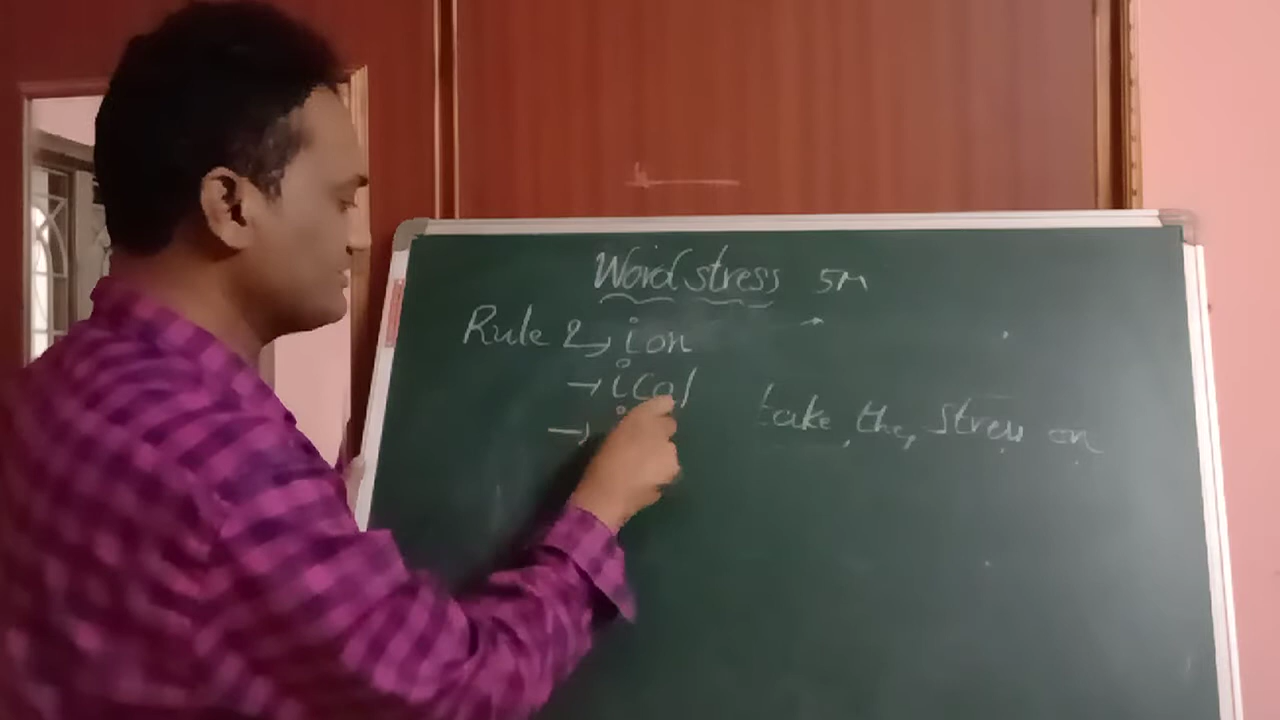 Word stress 5M
Rule 2 → ion
→ ical
take the stress on
→